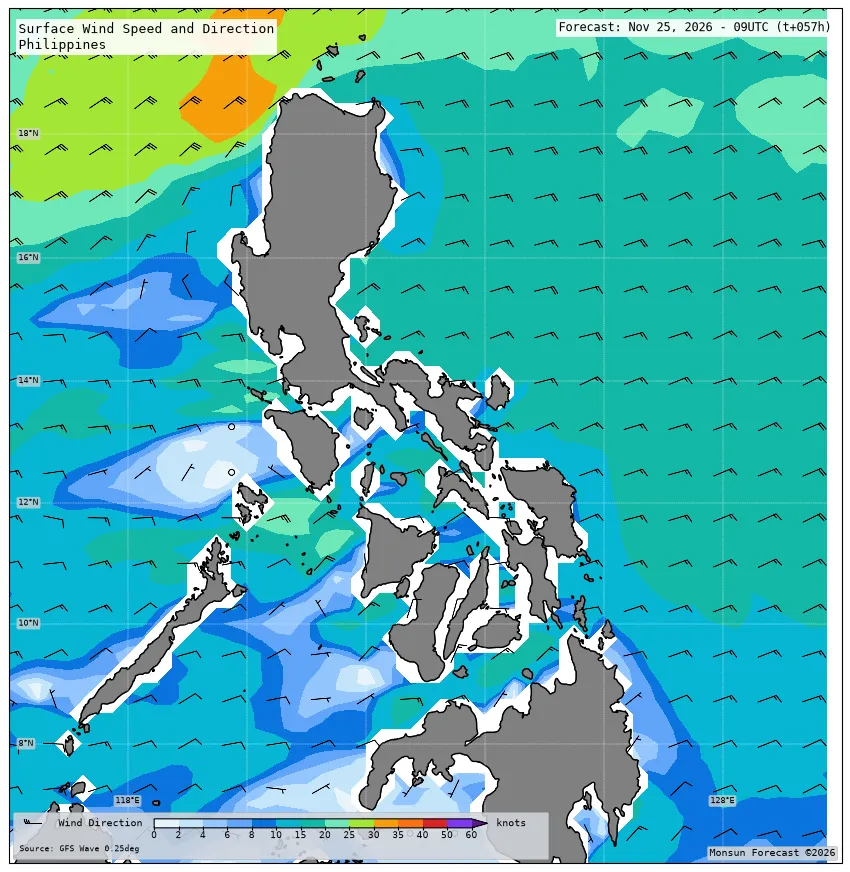 Surface Wind Speed and Direction
Philippines
Forecast: Nov 25, 2026 - 09UTC (t+057h)
18°N
16°N
14°N
12°N
10°N
8°N
118°E
128°E
Wind Direction
0 2 4 6 8 10 15 20 25 30 35 40 50 60
knots
Source: GFS Wave 0.25deg
Monsun Forecast ©2026